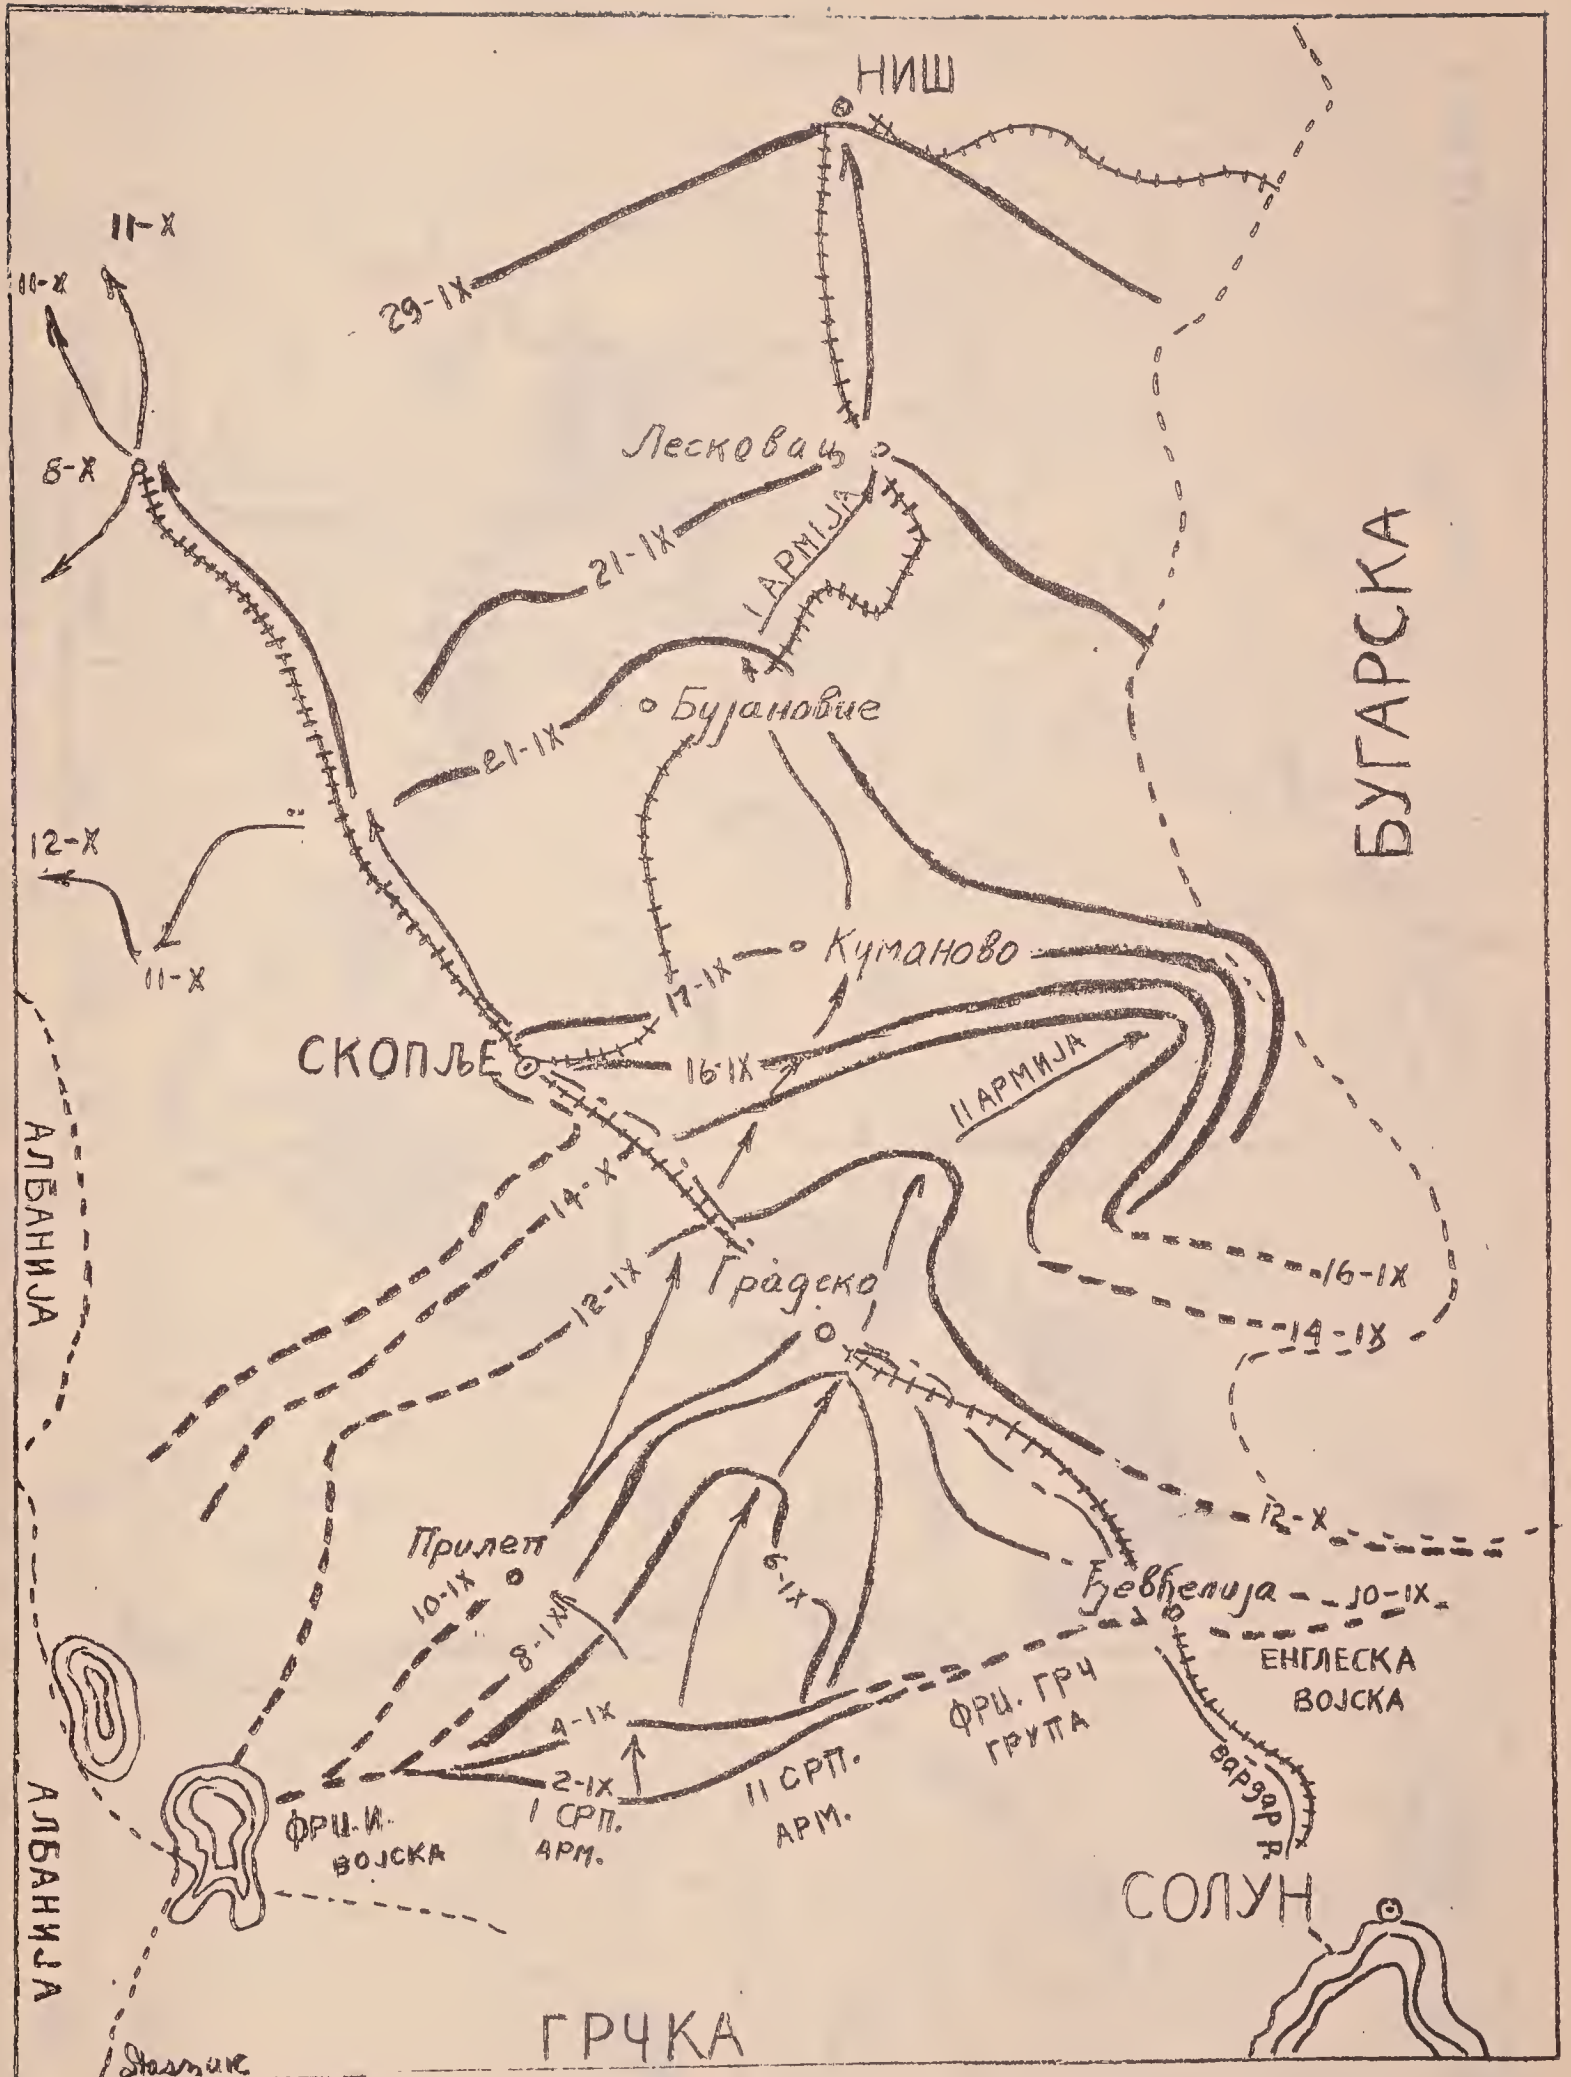 НИШ
11-X
11-X
29-IX
8-X
Лесковац
21-IX
I АРМИЈА
БУГАРСКА
Бујановие
21-IX
12-X
11-X
Куманово
17-IX
СКОПЉЕ
16-IX
II АРМИЈА
АЛБАНИЈА
14-X
12-IX
Градско
16-IX
14-IX
12-X
Прилеп
10-IX
6-IX
8-IX
Ђевђелија
10-IX
ЕНГЛЕСКА
ВОЈСКА
4-IX
ФРЦ. ГРЧ
ГРУПА
2-IX
I СРП.
АРМ.
II СРП.
АРМ.
ФРЦ. И.
ВОЈСКА
Вардар Р.
АЛБАНИЈА
СОЛУН
ГРЧКА